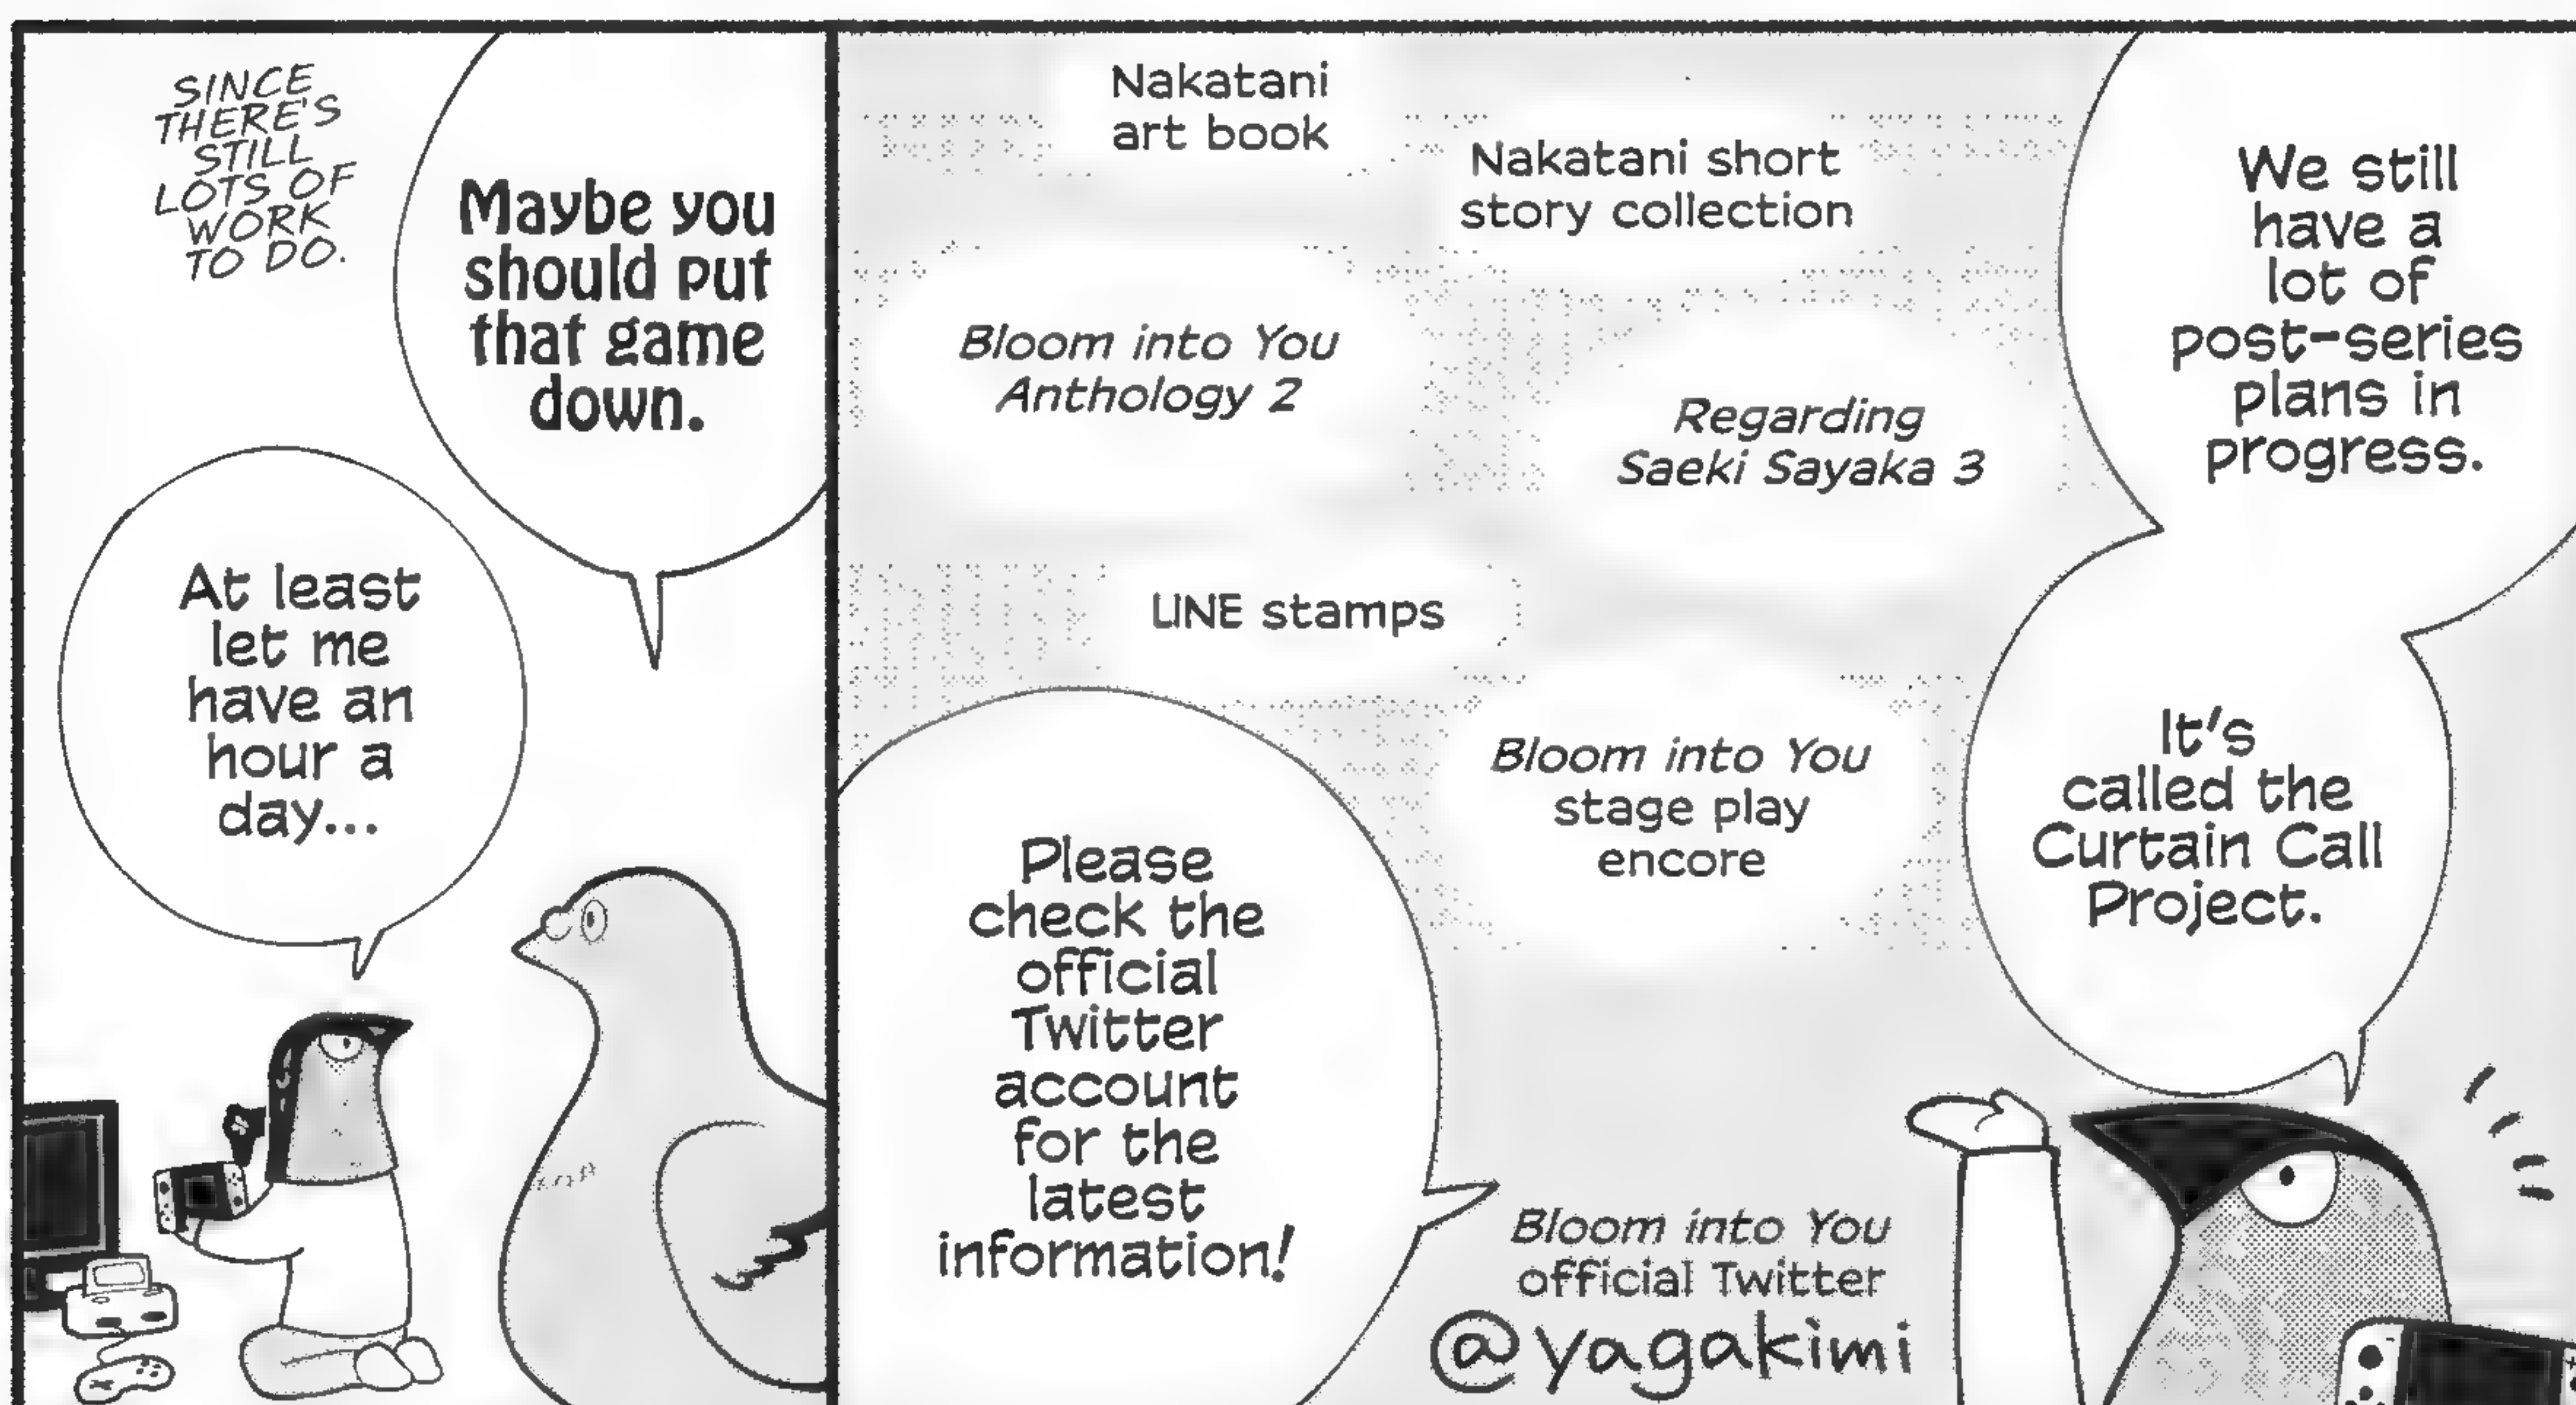 We still
have a
lot of
post-series
plans in
progress.
It's
called the
Curtain Call
Project.
Nakatani short
story collection
Nakatani
art book
Regarding
Saeki Sayaka 3
Bloom into You
Anthology 2
LINE stamps
Bloom into You
stage play
encore
Please
check the
official
Twitter
account
for the
latest
information!
Bloom into You
official Twitter
@yagakimi
Maybe you
should put
that game
down.
SINCE
THERE'S
STILL
LOTS OF
WORK
TO DO.
At least
let me
have an
hour a
day...